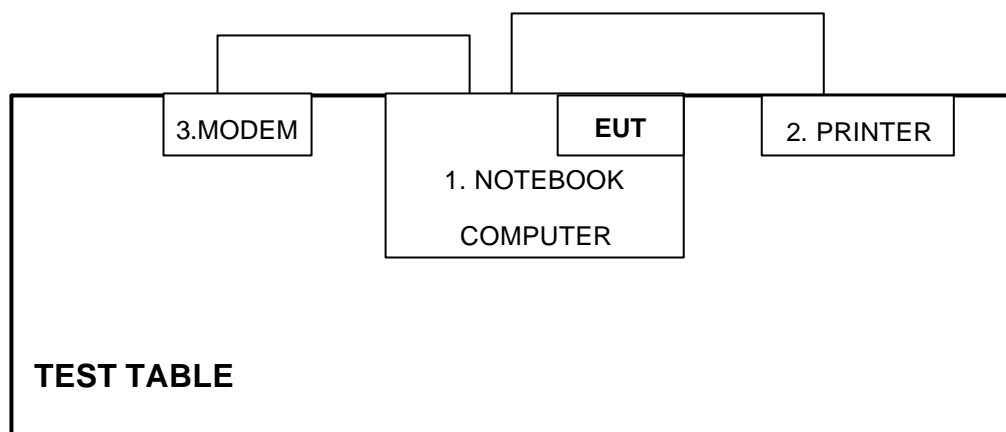 3.MODEM
EUT
2. PRINTER
1. NOTEBOOK
COMPUTER
TEST TABLE